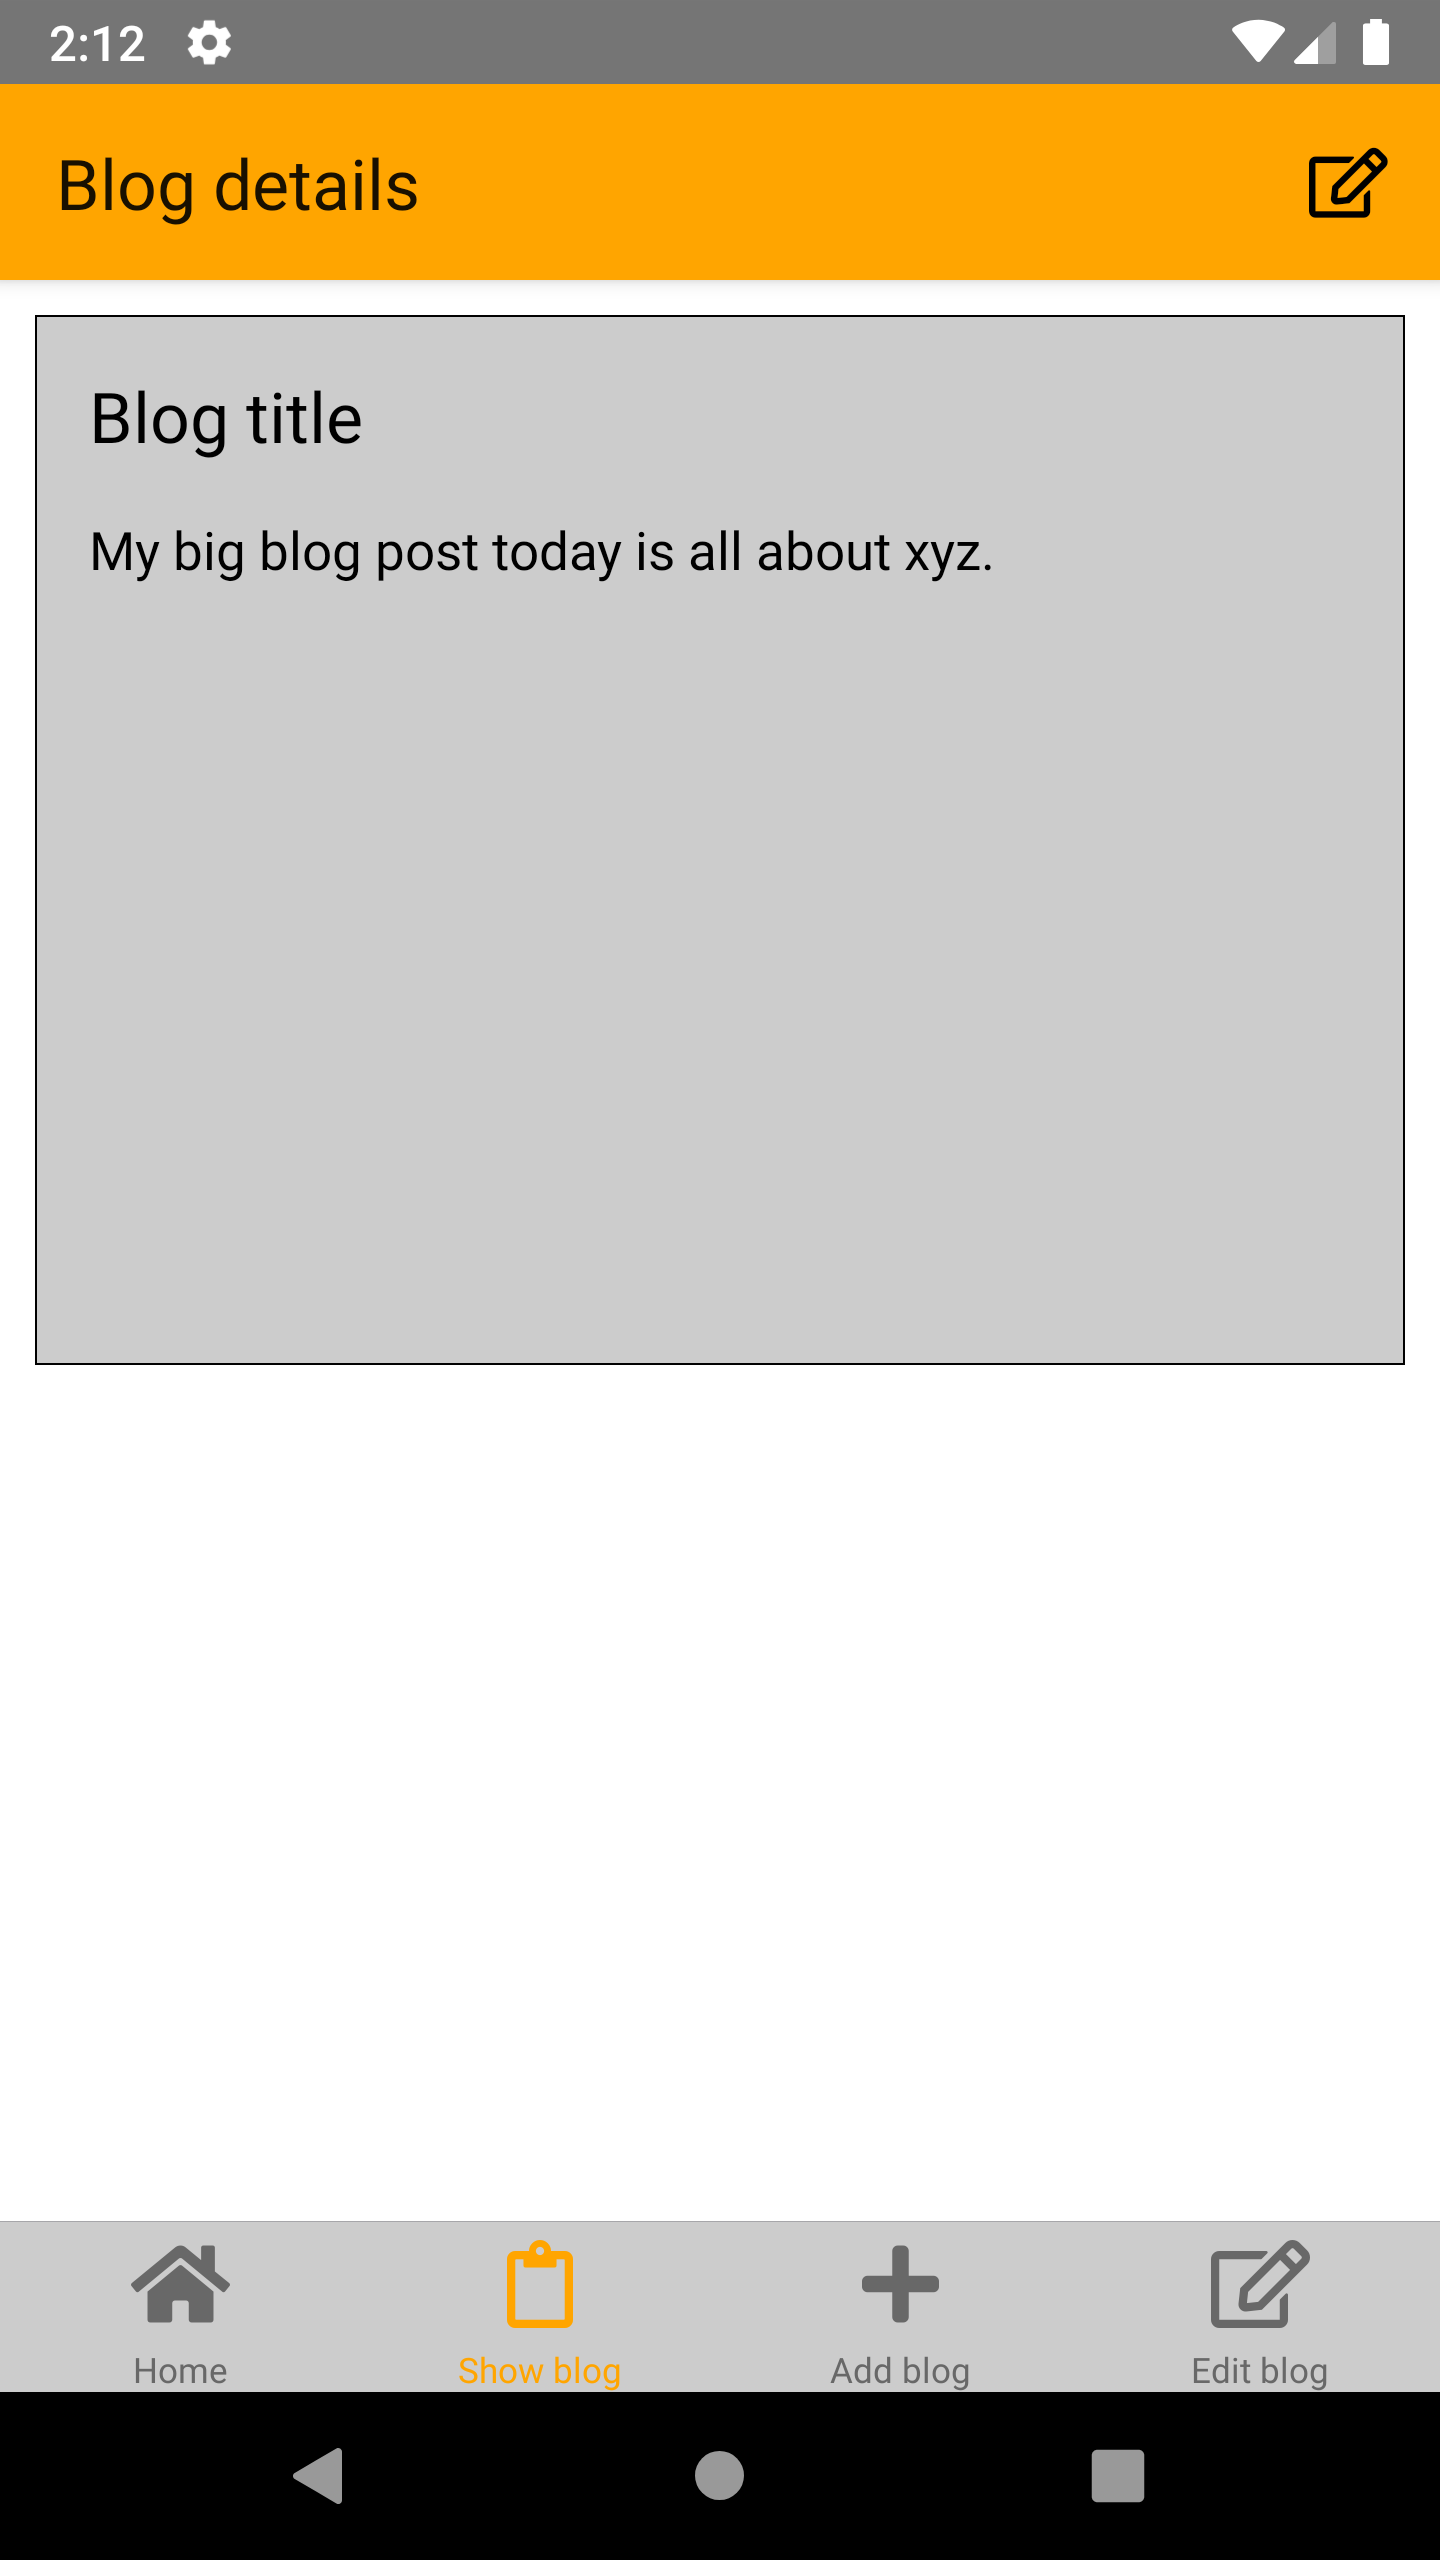 2:12
Blog details
Blog title
My big blog post today is all about xyz.
Home
Show blog
Add blog
Edit blog